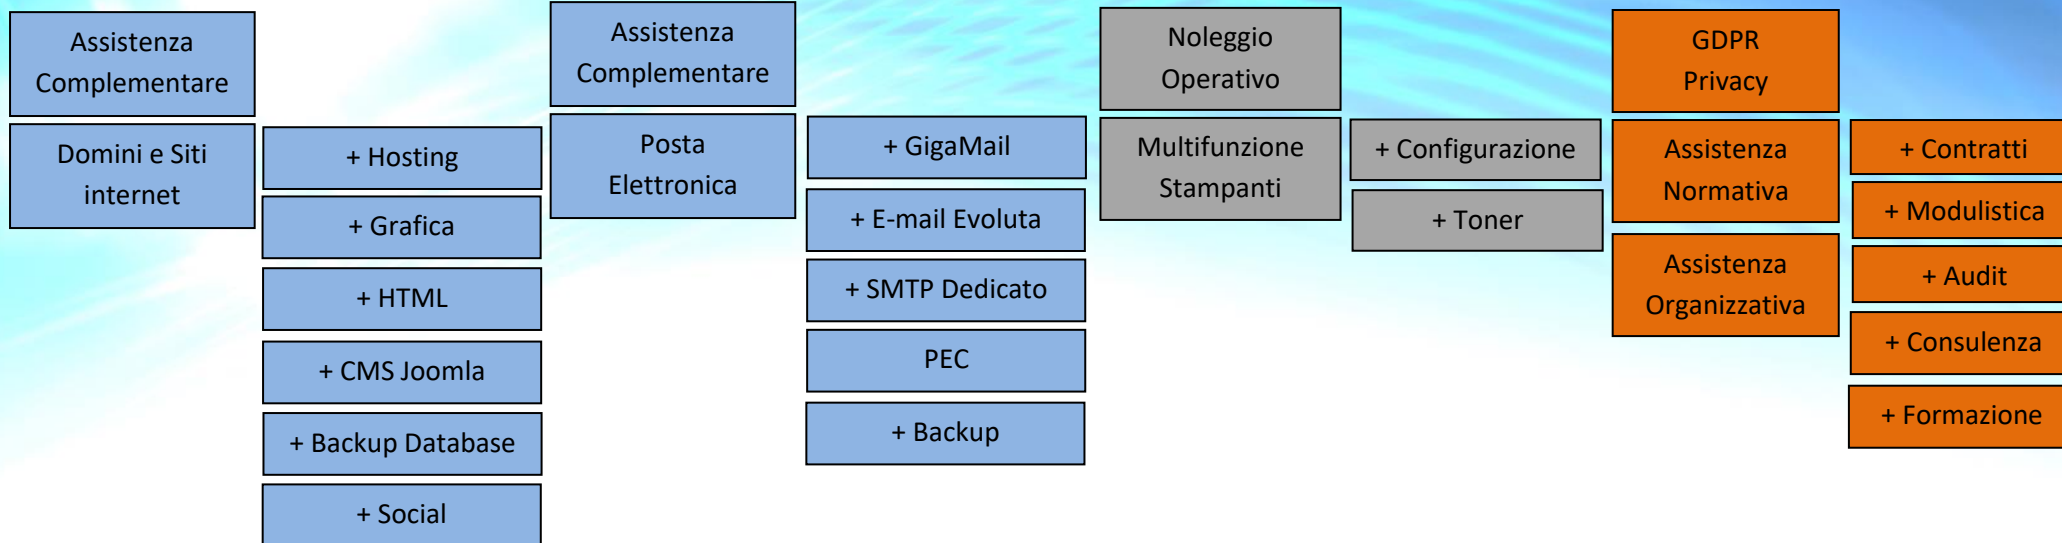 Assistenza
Complementare
Domini e Siti
internet
+ Hosting
+ Grafica
+ HTML
+ CMS Joomla
+ Backup Database
+ Social
Assistenza
Complementare
Posta
Elettronica
+ GigaMail
+ E-mail Evoluta
+ SMTP Dedicato
PEC
+ Backup
Noleggio
Operativo
Multifunzione
Stampanti
+ Configurazione
+ Toner
GDPR
Privacy
Assistenza
Normativa
Assistenza
Organizzativa
+ Contratti
+ Modulistica
+ Audit
+ Consulenza
+ Formazione